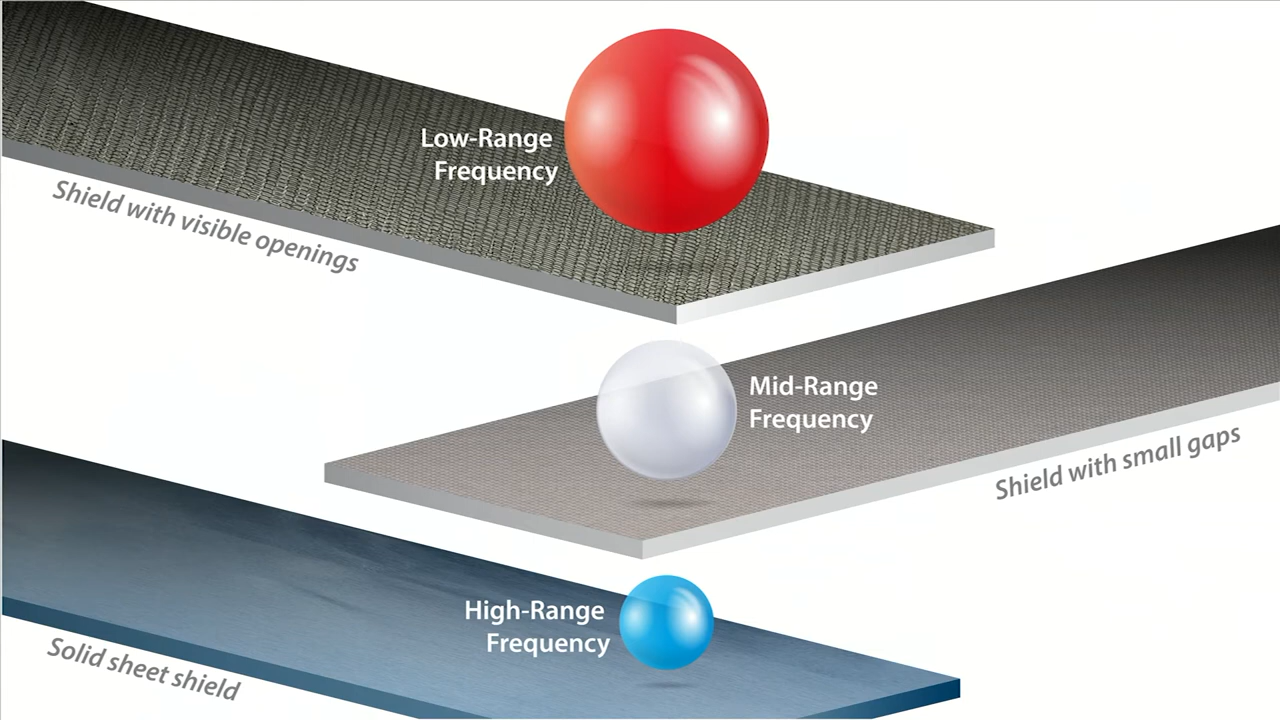 Low-Range
Frequency
Shield with visible openings
Mid-Range
Frequency
Shield with small gaps
High-Range
Frequency
Solid sheet shield